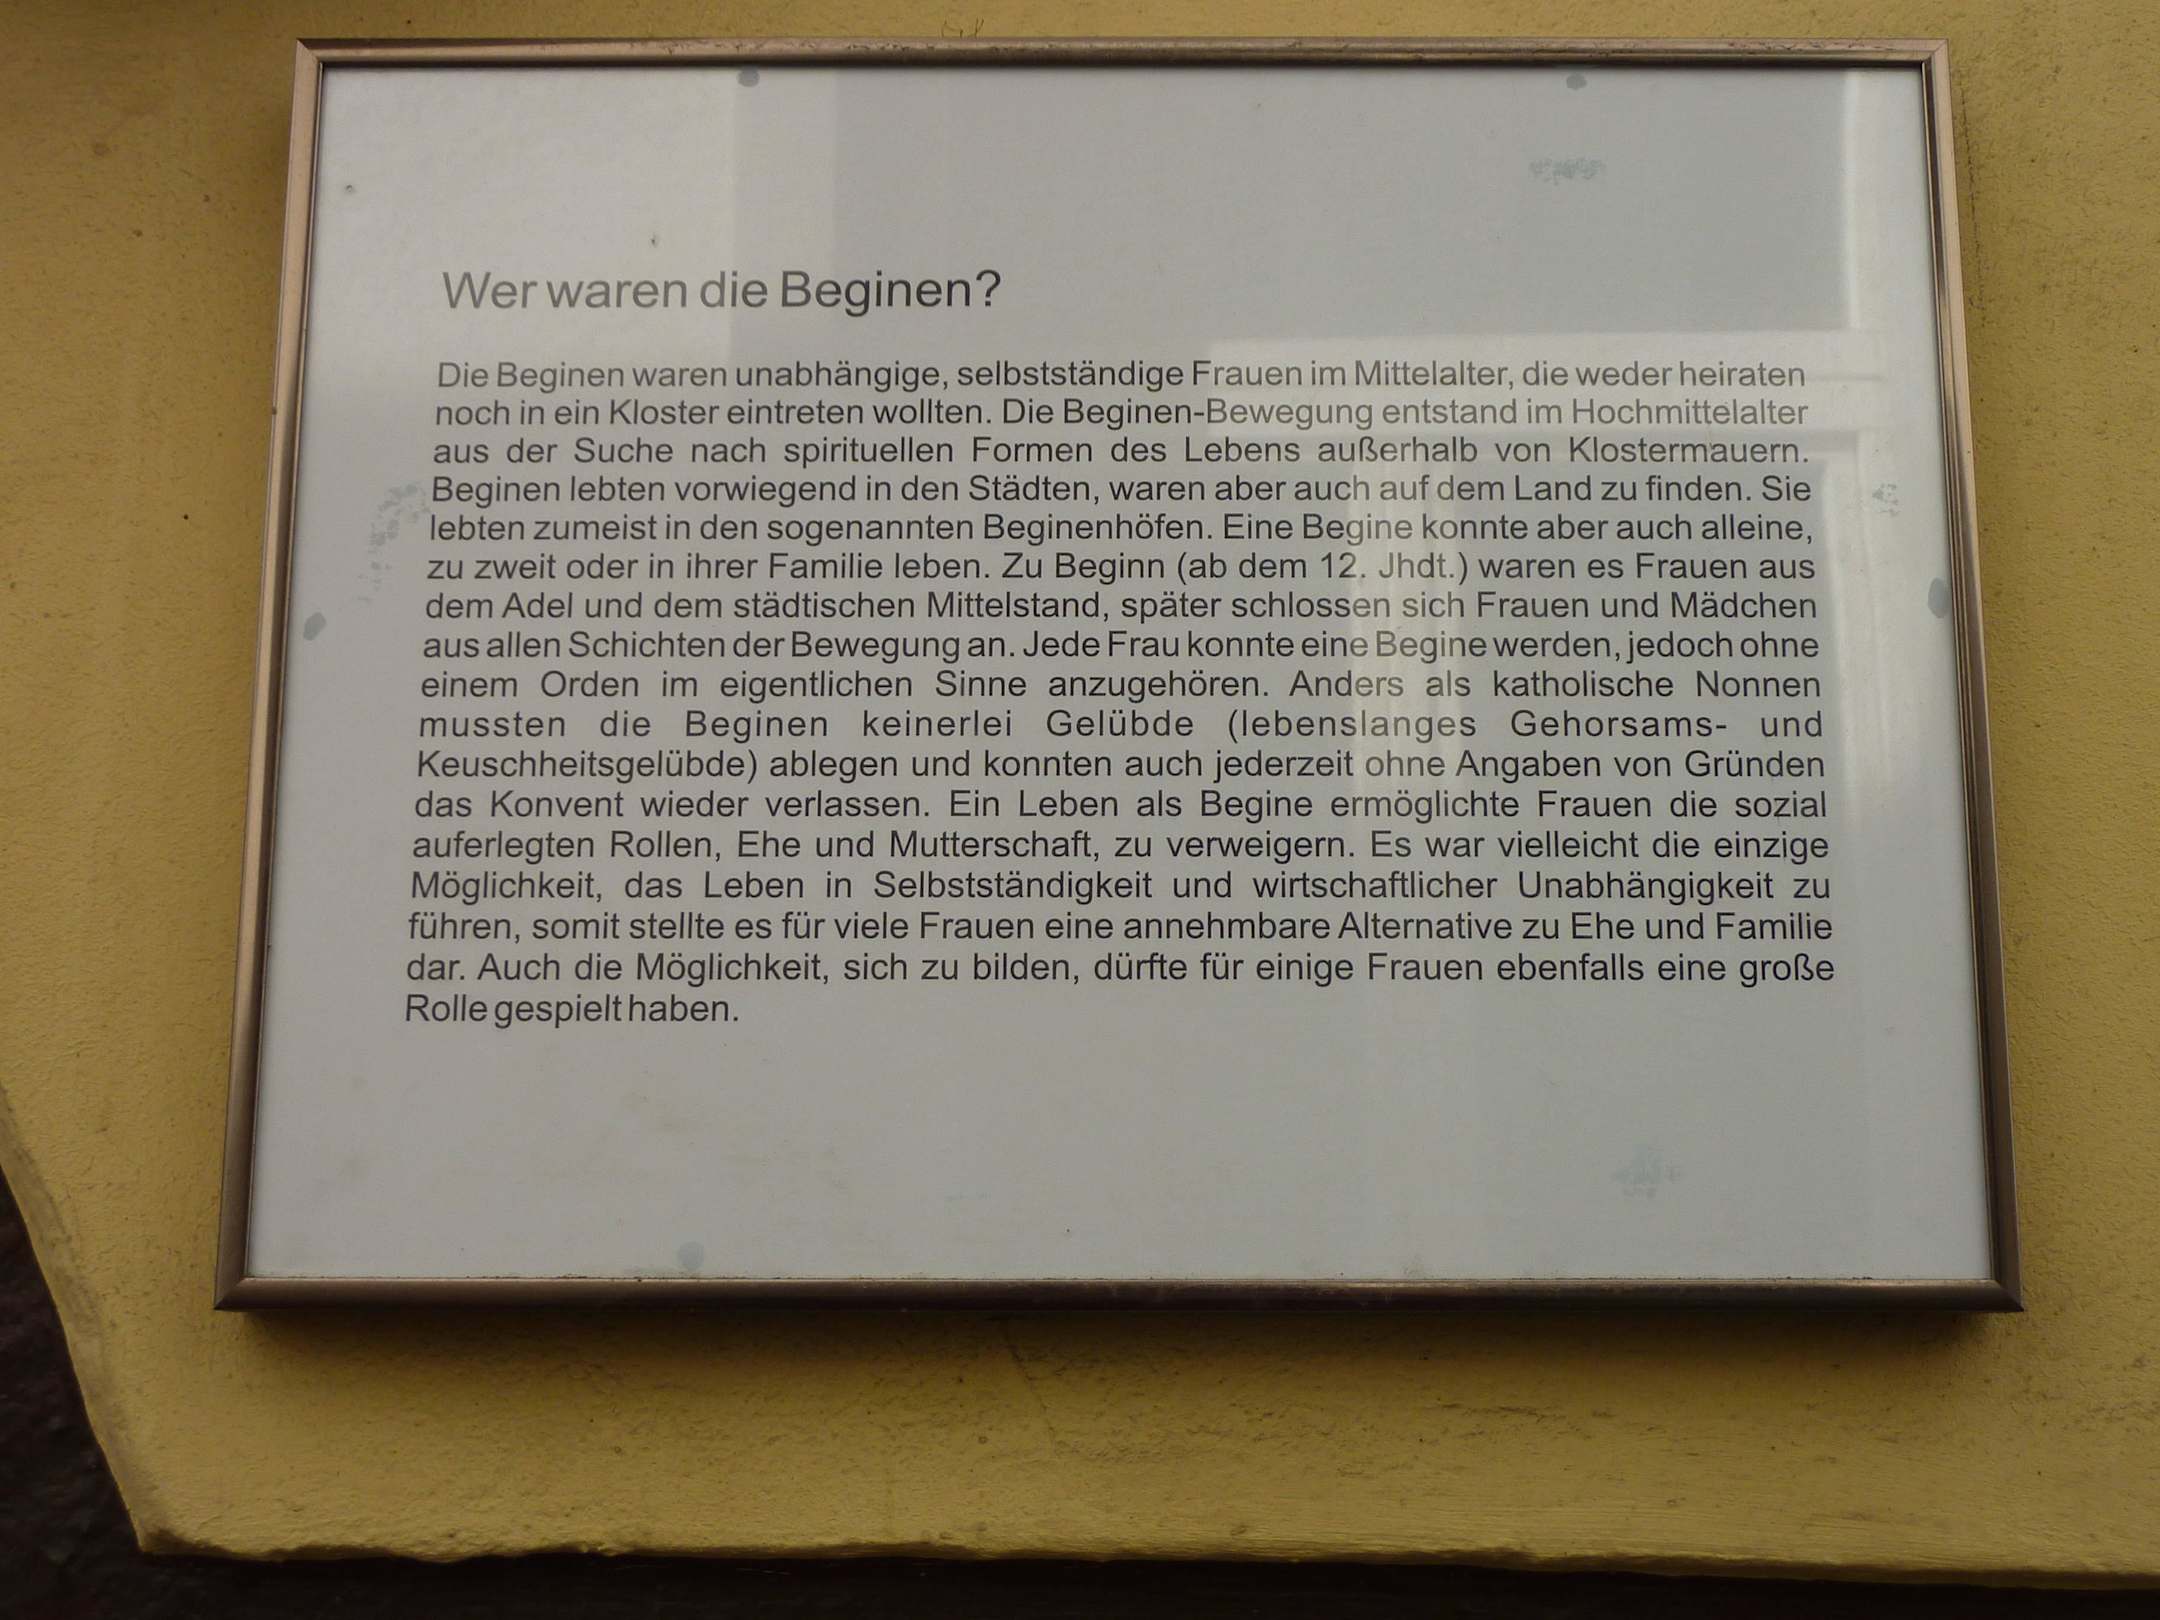 Wer waren die Beginen?
Die Beginen waren unabhängige, selbstständige Frauen im Mittelalter, die weder heiraten
noch in ein Kloster eintreten wollten. Die Beginen-Bewegung entstand im Hochmittelalter
aus der Suche nach spirituellen Formen des Lebens außerhalb von Klostermauern.
Beginen lebten vorwiegend in den Städten, waren aber auch auf dem Land zu finden. Sie
lebten zumeist in den sogenannten Beginenhöfen. Eine Begine konnte aber auch alleine,
zu zweit oder in ihrer Familie leben. Zu Beginn (ab dem 12. Jhdt.) waren es Frauen aus
dem Adel und dem städtischen Mittelstand, später schlossen sich Frauen und Mädchen
aus allen Schichten der Bewegung an. Jede Frau konnte eine Begine werden, jedoch ohne
einem Orden im eigentlichen Sinne anzugehören. Anders als katholische Nonnen
mussten die Beginen keinerlei Gelübde (lebenslanges Gehorsams- und
Keuschheitsgelübde) ablegen und konnten auch jederzeit ohne Angaben von Gründen
das Konvent wieder verlassen. Ein Leben als Begine ermöglichte Frauen die sozial
auferlegten Rollen, Ehe und Mutterschaft, zu verweigern. Es war vielleicht die einzige
Möglichkeit, das Leben in Selbstständigkeit und wirtschaftlicher Unabhängigkeit zu
führen, somit stellte es für viele Frauen eine annehmbare Alternative zu Ehe und Familie
dar. Auch die Möglichkeit, sich zu bilden, dürfte für einige Frauen ebenfalls eine große
Rolle gespielt haben.